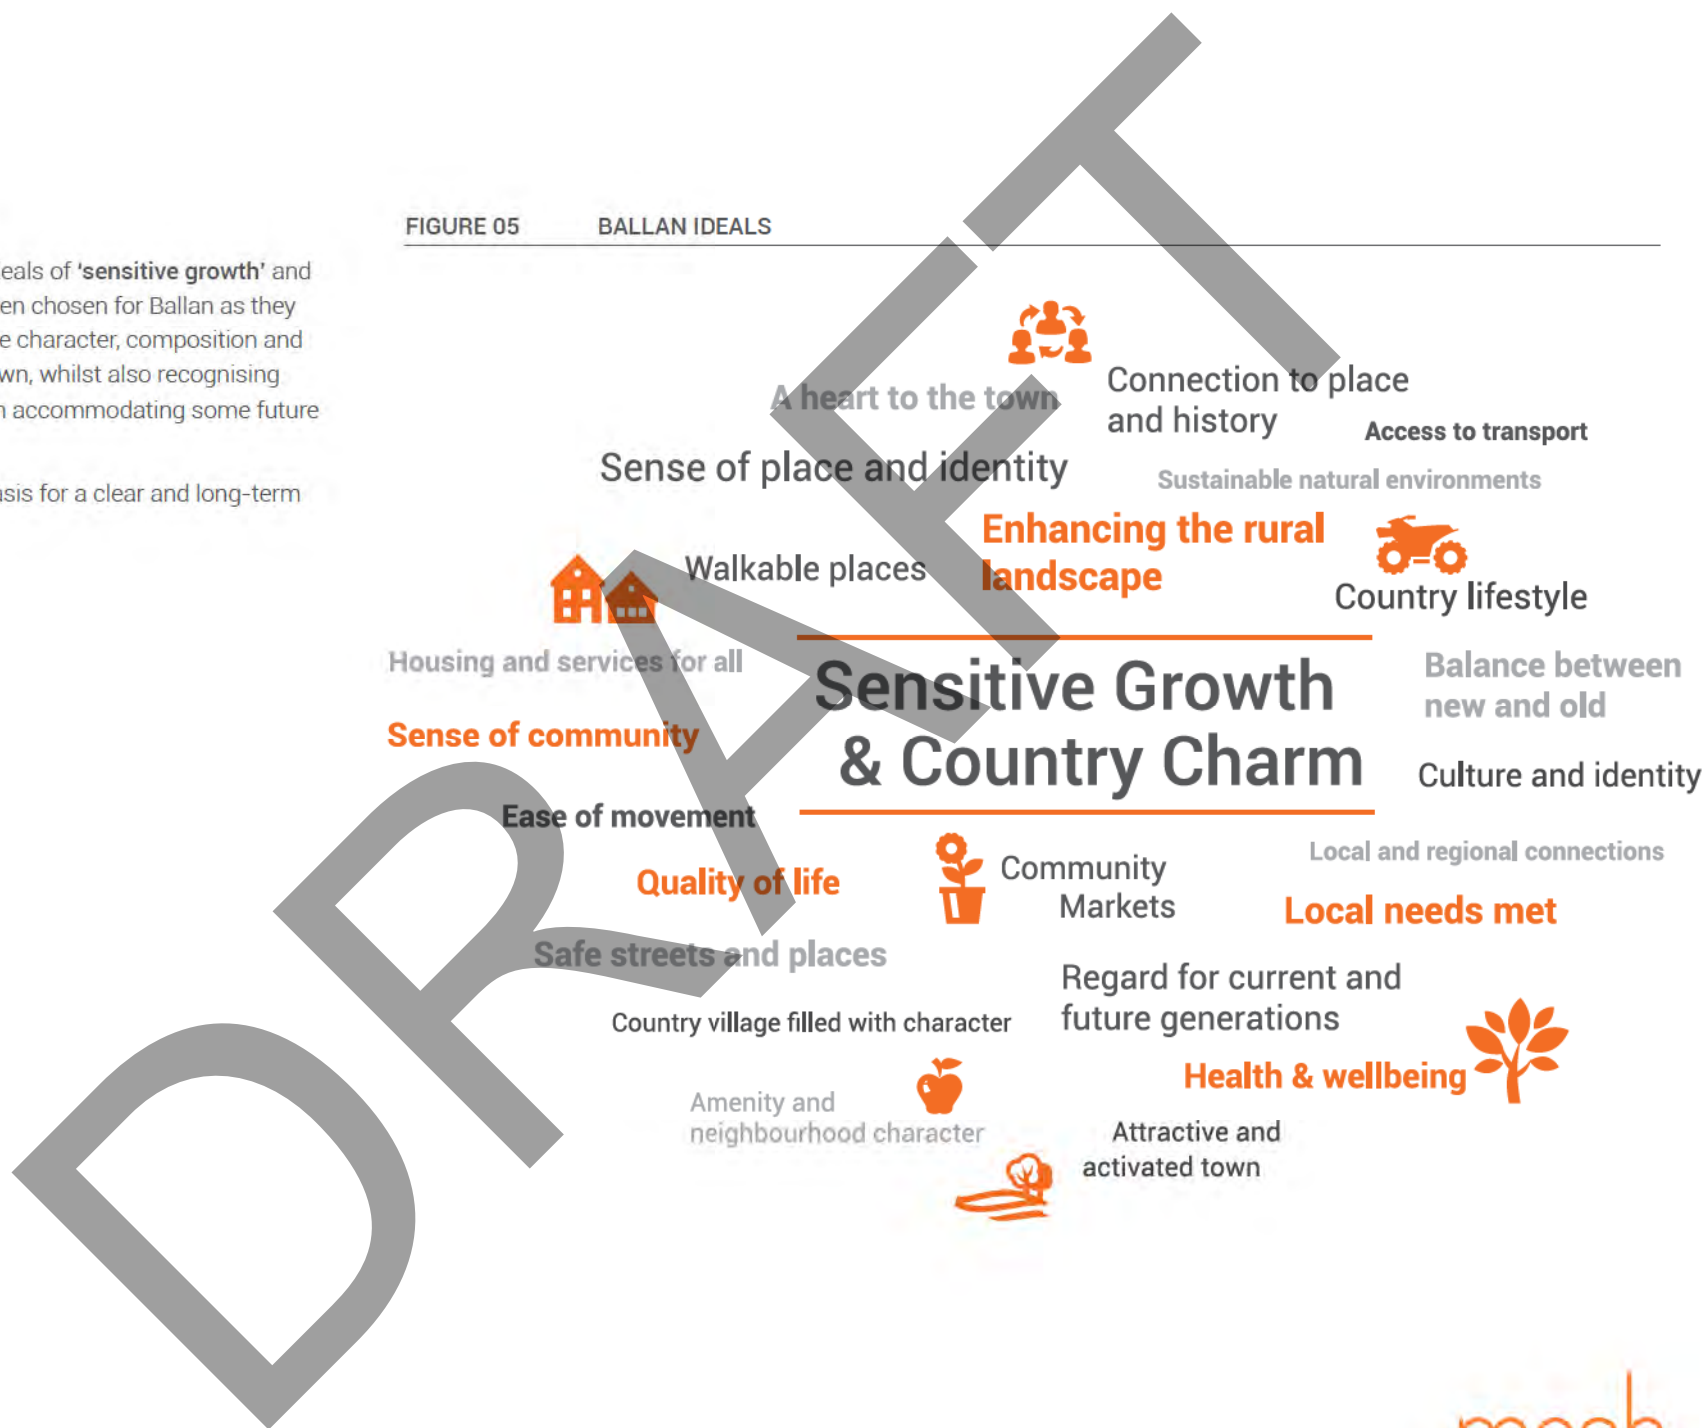 FIGURE 05 BALLAN IDEALS
eals of 'sensitive growth' and
en chosen for Ballan as they
e character, composition and
wn, whilst also recognising
n accommodating some future
asis for a clear and long-term
A heart to the town
Connection to place
and history
Access to transport
Sense of place and identity
Sustainable natural environments
Enhancing the rural
landscape
Walkable places
Country lifestyle
Housing and services for all
Sensitive Growth
& Country Charm
Balance between
new and old
Sense of community
Culture and identity
Ease of movement
Local and regional connections
Quality of life
Community
Markets
Local needs met
Safe streets and places
Regard for current and
future generations
Country village filled with character
Health & wellbeing
Amenity and
neighbourhood character
Attractive and
activated town
DRAFT